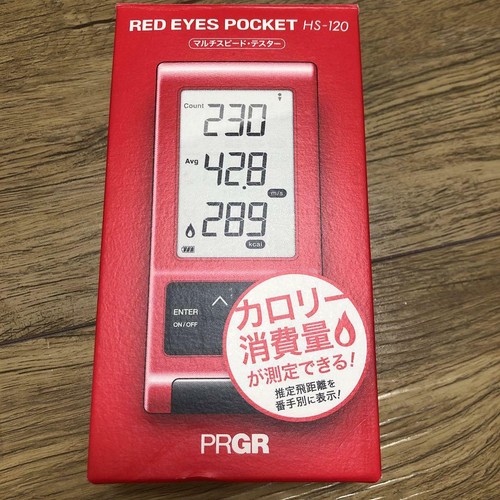 RED EYES POCKET HS-120
マルチスピード・テスター
Count
230
Avg
42.8
m/s
289
kcal
ENTER
ON/OFF
カロリー
消費量
が測定できる!
推定飛距離を
番手別に表示!
PRGR